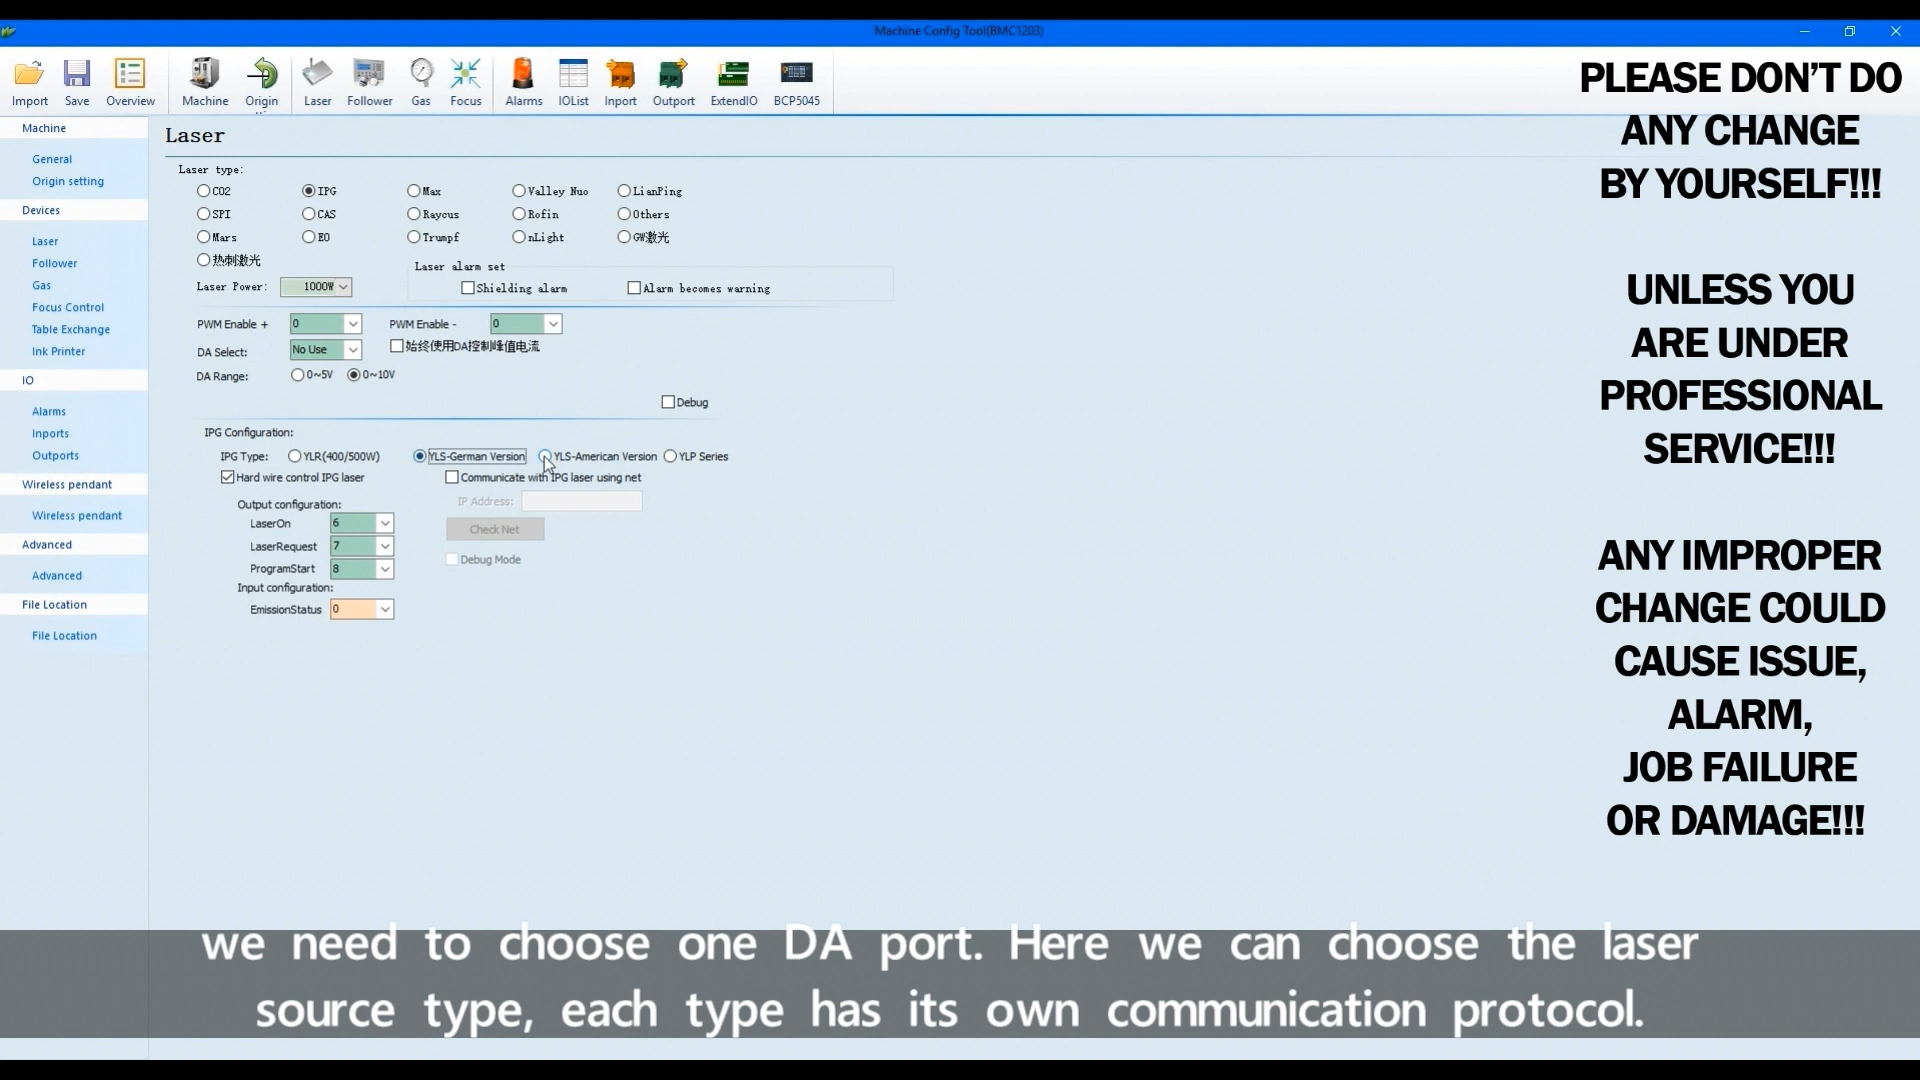 Machine Config Tool(BMC1203)
Import Save Overview Machine Origin Laser Follower Gas Focus Alarms IOList Inport Outport ExtendIO BCP5045
PLEASE DON'T DO
ANY CHANGE
BY YOURSELF!!!
UNLESS YOU
ARE UNDER
PROFESSIONAL
SERVICE!!!
ANY IMPROPER
CHANGE COULD
CAUSE ISSUE,
ALARM,
JOB FAILURE
OR DAMAGE!!!
Machine
General
Origin setting
Devices
Laser
Follower
Gas
Focus Control
Table Exchange
Ink Printer
IO
Alarms
Inports
Outports
Wireless pendant
Wireless pendant
Advanced
Advanced
File Location
File Location
Laser
Laser type:
CO2 IPG Max Valley Nuo LianPing
SPI CAS Raycus Rofin Others
Mars EO Trumpf nLight GW激光
热刺激光
Laser alarm set
Laser Power: 1000W Shielding alarm Alarm becomes warning
PWM Enable + 0 PWM Enable - 0
DA Select: No Use 始终使用DA控制峰值电流
DA Range: 0~5V 0~10V
Debug
IPG Configuration:
IPG Type: YLR(400/500W) YLS-German Version YLS-American Version YLP Series
Hard wire control IPG laser Communicate with IPG laser using net
Output configuration: IP Address:
LaserOn 6 Check Net
LaserRequest 7
ProgramStart 8 Debug Mode
Input configuration:
EmissionStatus 0
we need to choose one DA port. Here we can choose the laser
source type, each type has its own communication protocol.